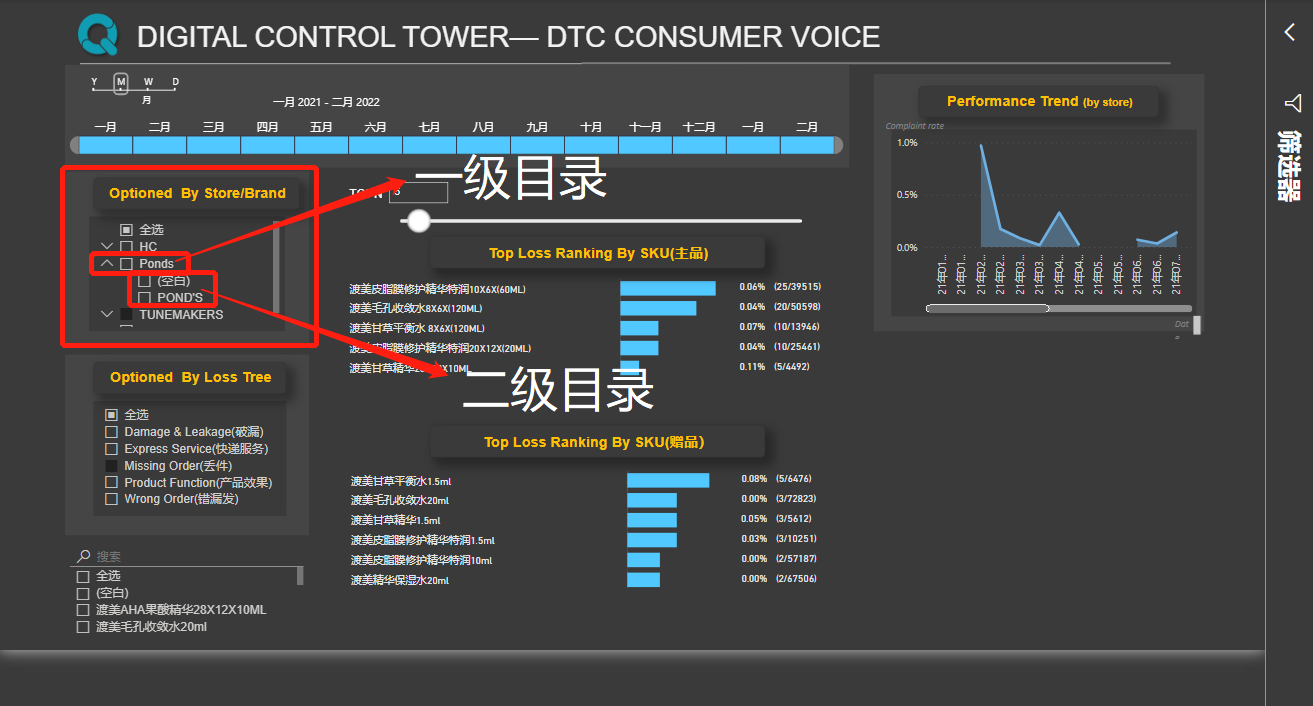 DIGITAL CONTROL TOWER— DTC CONSUMER VOICE
Y M W D
月
一月 2021 - 二月 2022
一月 二月 三月 四月 五月 六月 七月 八月 九月 十月 十一月 十二月 一月 二月
Optioned By Store/Brand
全选
HC
Ponds
(空白)
POND'S
TUNEMAKERS
Optioned By Loss Tree
全选
Damage & Leakage(破漏)
Express Service(快递服务)
Missing Order(丢件)
Product Function(产品效果)
Wrong Order(错漏发)
搜索
全选
(空白)
渡美AHA果酸精华28X12X10ML
渡美毛孔收敛水20ml
一级目录
Top Loss Ranking By SKU(主品)
渡美皮脂膜修护精华特润10X6X(60ML) 0.06% (25/39515)
渡美毛孔收敛水8X6X(120ML) 0.04% (20/50598)
渡美甘草平衡水 8X6X(120ML) 0.07% (10/13946)
渡美皮脂膜修护精华特润20X12X(20ML) 0.04% (10/25461)
渡美甘草精华 X10ML 0.11% (5/4492)
二级目录
Top Loss Ranking By SKU(赠品)
渡美甘草平衡水1.5ml 0.08% (5/6476)
渡美毛孔收敛水20ml 0.00% (3/72823)
渡美甘草精华1.5ml 0.05% (3/5612)
渡美皮脂膜修护精华特润1.5ml 0.03% (3/10251)
渡美皮脂膜修护精华特润10ml 0.00% (2/57187)
渡美精华保湿水20ml 0.00% (2/67506)
Performance Trend (by store)
Complaint rate
1.0%
0.5%
0.0%
21年01... 21年01... 21年02... 21年02... 21年03... 21年03... 21年04... 21年04... 21年05... 21年05... 21年06... 21年06... 21年07...
Dat
e
筛选器